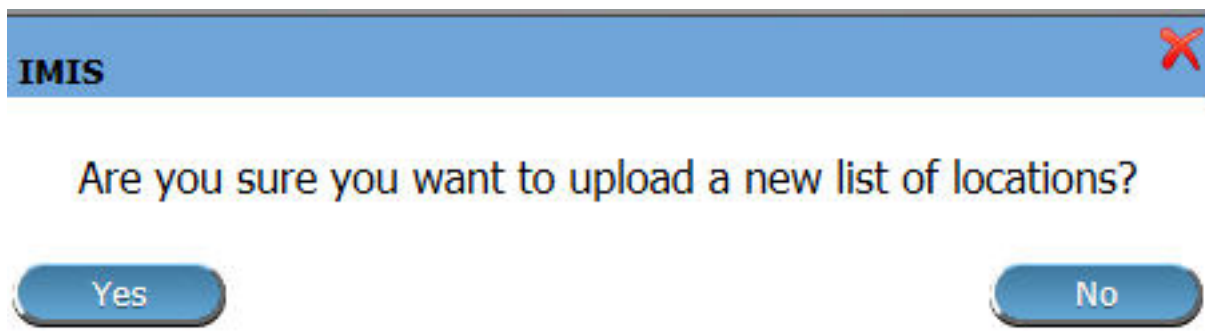 IMIS
Are you sure you want to upload a new list of locations?
Yes
No